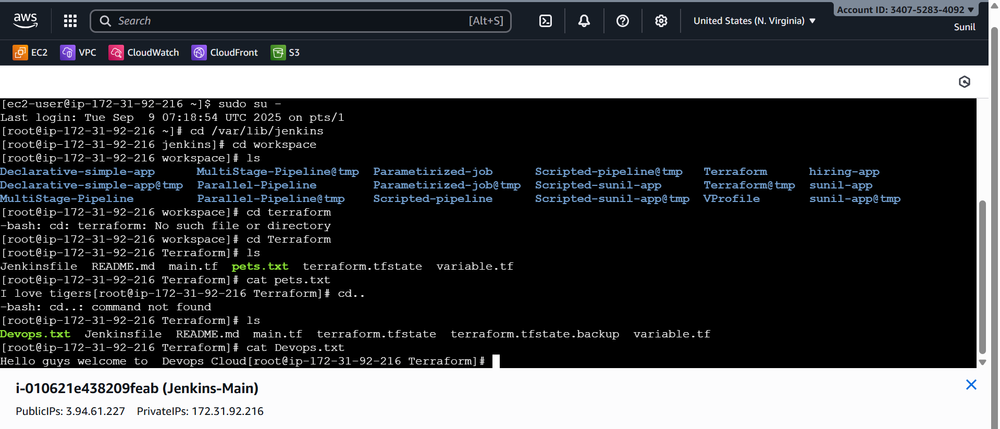 Account ID: 3407-5283-4092
aws
Search [Alt+S]
United States (N. Virginia)
Sunil
EC2 VPC CloudWatch CloudFront S3
[ec2-user@ip-172-31-92-216 ~]$ sudo su -
Last login: Tue Sep  9 07:18:54 UTC 2025 on pts/1
[root@ip-172-31-92-216 ~]# cd /var/lib/jenkins
[root@ip-172-31-92-216 jenkins]# cd workspace
[root@ip-172-31-92-216 workspace]# ls
Declarative-simple-app      MultiStage-Pipeline@tmp  Parametirized-job      Scripted-pipeline@tmp   Terraform      hiring-app
Declarative-simple-app@tmp  Parallel-Pipeline        Parametirized-job@tmp  Scripted-sunil-app      Terraform@tmp  sunil-app
MultiStage-Pipeline         Parallel-Pipeline@tmp    Scripted-pipeline      Scripted-sunil-app@tmp  VProfile       sunil-app@tmp
[root@ip-172-31-92-216 workspace]# cd terraform
-bash: cd: terraform: No such file or directory
[root@ip-172-31-92-216 workspace]# cd Terraform
[root@ip-172-31-92-216 Terraform]# ls
Jenkinsfile  README.md  main.tf  pets.txt  terraform.tfstate  variable.tf
[root@ip-172-31-92-216 Terraform]# cat pets.txt
I love tigers[root@ip-172-31-92-216 Terraform]# cd..
-bash: cd..: command not found
[root@ip-172-31-92-216 Terraform]# ls
Devops.txt  Jenkinsfile  README.md  main.tf  terraform.tfstate  terraform.tfstate.backup  variable.tf
[root@ip-172-31-92-216 Terraform]# cat Devops.txt
Hello guys welcome to  Devops Cloud[root@ip-172-31-92-216 Terraform]#
i-010621e438209feab (Jenkins-Main)
PublicIPs: 3.94.61.227 PrivateIPs: 172.31.92.216